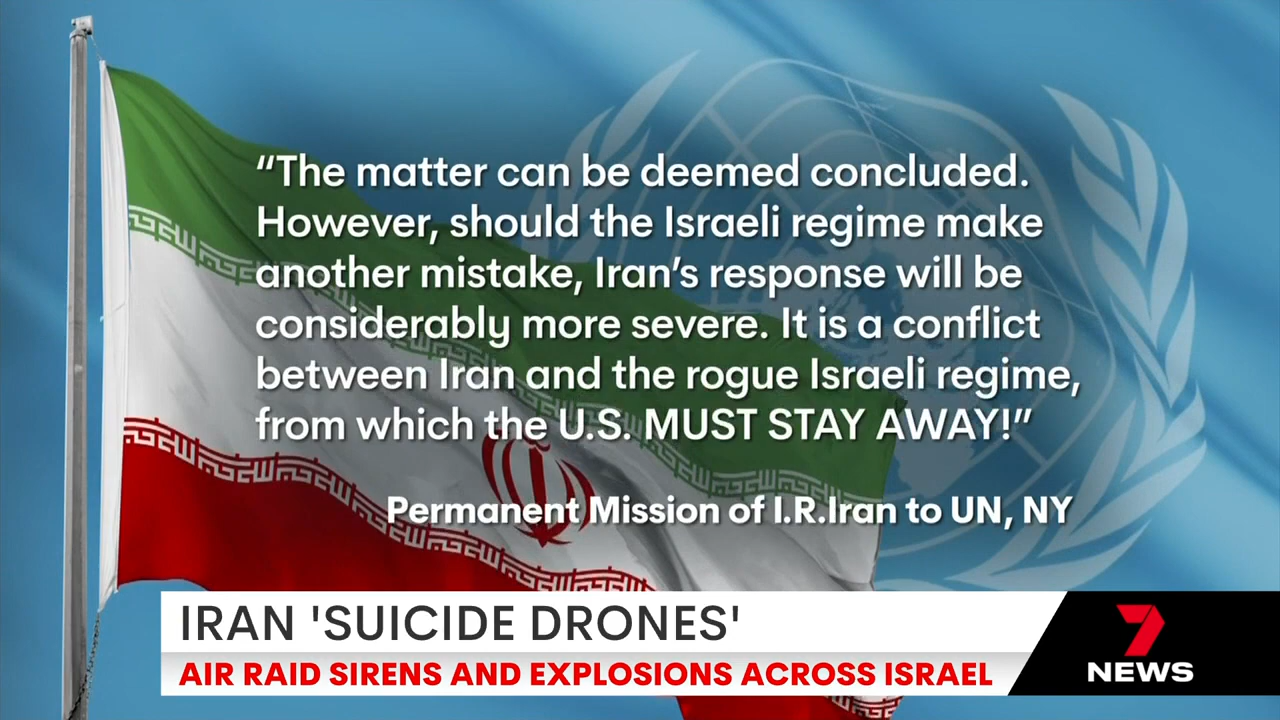 “The matter can be deemed concluded.
However, should the Israeli regime make
another mistake, Iran’s response will be
considerably more severe. It is a conflict
between Iran and the rogue Israeli regime,
from which the U.S. MUST STAY AWAY!”
Permanent Mission of I.R.Iran to UN, NY
IRAN 'SUICIDE DRONES'
AIR RAID SIRENS AND EXPLOSIONS ACROSS ISRAEL
7
NEWS